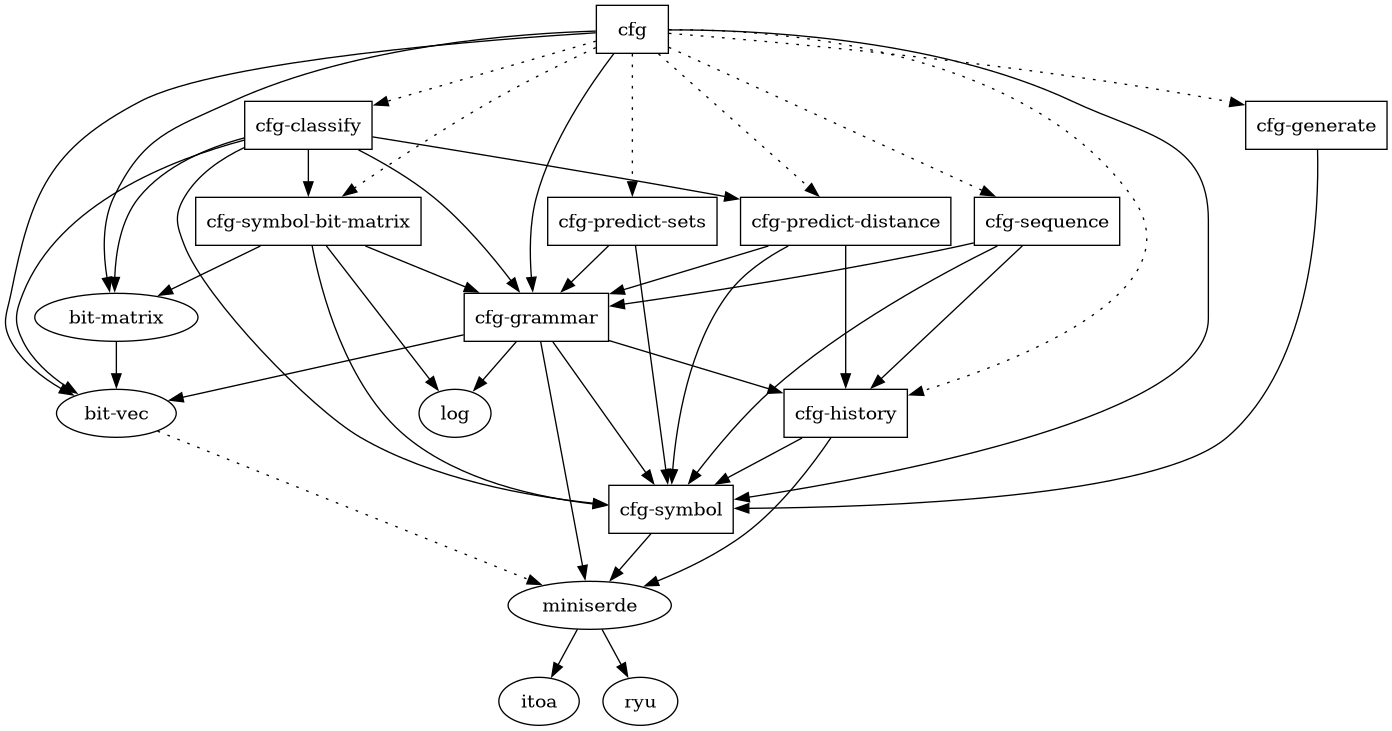 cfg
cfg-classify
cfg-generate
cfg-symbol-bit-matrix
cfg-predict-sets
cfg-predict-distance
cfg-sequence
bit-matrix
cfg-grammar
bit-vec
log
cfg-history
cfg-symbol
miniserde
itoa
ryu